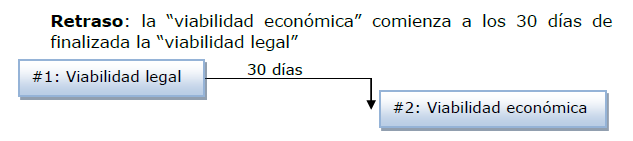 Retraso: la “viabilidad económica” comienza a los 30 días de
finalizada la “viabilidad legal”
#1: Viabilidad legal
30 días
#2: Viabilidad económica